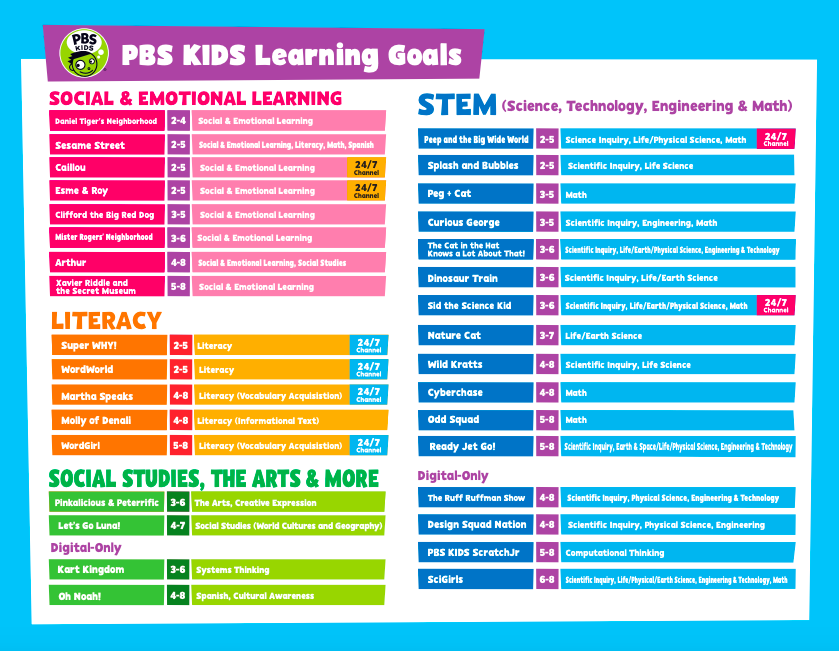 PBS
KIDS
PBS KIDS Learning Goals
SOCIAL & EMOTIONAL LEARNING
Daniel Tiger's Neighborhood 2-4 Social & Emotional Learning
Sesame Street 2-5 Social & Emotional Learning, Literacy, Math, Spanish
Caillou 2-5 Social & Emotional Learning 24/7 Channel
Esme & Roy 2-5 Social & Emotional Learning 24/7 Channel
Clifford the Big Red Dog 3-5 Social & Emotional Learning
Mister Rogers' Neighborhood 3-6 Social & Emotional Learning
Arthur 4-8 Social & Emotional Learning, Social Studies
Xavier Riddle and
the Secret Museum 5-8 Social & Emotional Learning
LITERACY
Super WHY! 2-5 Literacy 24/7 Channel
WordWorld 2-5 Literacy 24/7 Channel
Martha Speaks 4-8 Literacy (Vocabulary Acquisistion) 24/7 Channel
Molly of Denali 4-8 Literacy (Informational Text)
WordGirl 5-8 Literacy (Vocabulary Acquisistion) 24/7 Channel
SOCIAL STUDIES, THE ARTS & MORE
Pinkalicious & Peterrific 3-6 The Arts, Creative Expression
Let's Go Luna! 4-7 Social Studies (World Cultures and Geography)
Digital-Only
Kart Kingdom 3-6 Systems Thinking
Oh Noah! 4-8 Spanish, Cultural Awareness
STEM (Science, Technology, Engineering & Math)
Peep and the Big Wide World 2-5 Science Inquiry, Life/Physical Science, Math 24/7 Channel
Splash and Bubbles 2-5 Scientific Inquiry, Life Science
Peg + Cat 3-5 Math
Curious George 3-5 Scientific Inquiry, Engineering, Math
The Cat in the Hat
Knows a Lot About That! 3-6 Scientific Inquiry, Life/Earth/Physical Science, Engineering & Technology
Dinosaur Train 3-6 Scientific Inquiry, Life/Earth Science
Sid the Science Kid 3-6 Scientific Inquiry, Life/Earth/Physical Science, Math 24/7 Channel
Nature Cat 3-7 Life/Earth Science
Wild Kratts 4-8 Scientific Inquiry, Life Science
Cyberchase 4-8 Math
Odd Squad 5-8 Math
Ready Jet Go! 5-8 Scientific Inquiry, Earth & Space/Life/Physical Science, Engineering & Technology
Digital-Only
The Ruff Ruffman Show 4-8 Scientific Inquiry, Physical Science, Engineering & Technology
Design Squad Nation 4-8 Scientific Inquiry, Physical Science, Engineering
PBS KIDS ScratchJr 5-8 Computational Thinking
SciGirls 6-8 Scientific Inquiry, Life/Physical/Earth Science, Engineering & Technology, Math